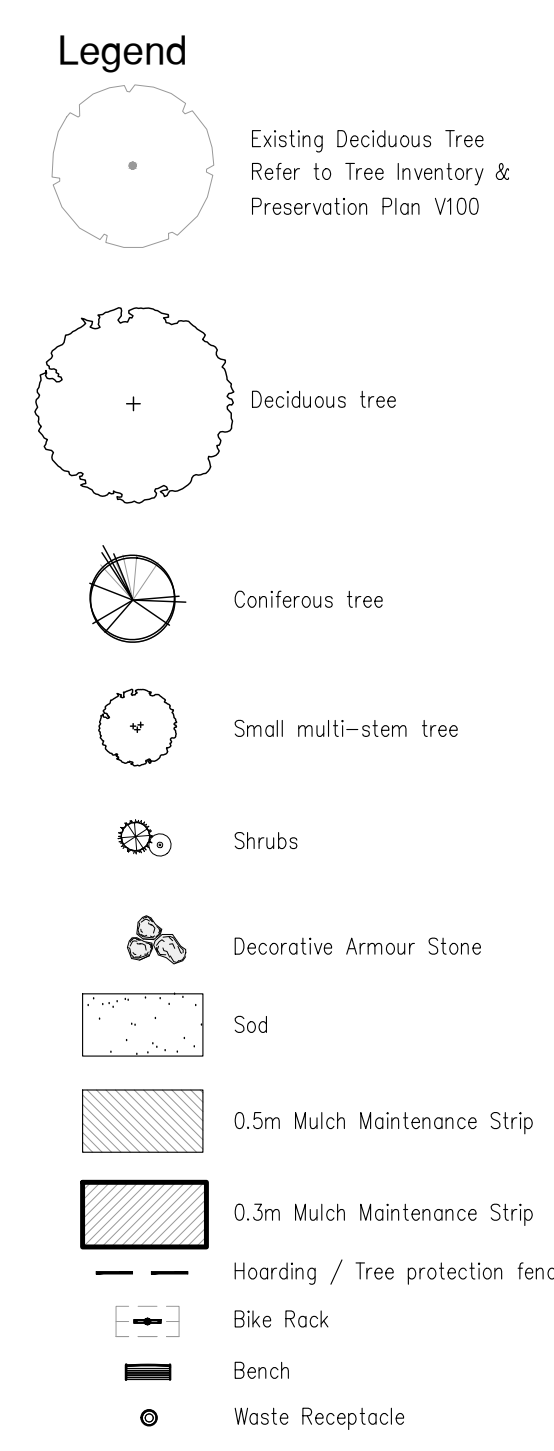 Legend
Existing Deciduous Tree
Refer to Tree Inventory &
Preservation Plan V100
Deciduous tree
Coniferous tree
Small multi-stem tree
Shrubs
Decorative Armour Stone
Sod
0.5m Mulch Maintenance Strip
0.3m Mulch Maintenance Strip
Hoarding / Tree protection
Bike Rack
Bench
Waste Receptacle